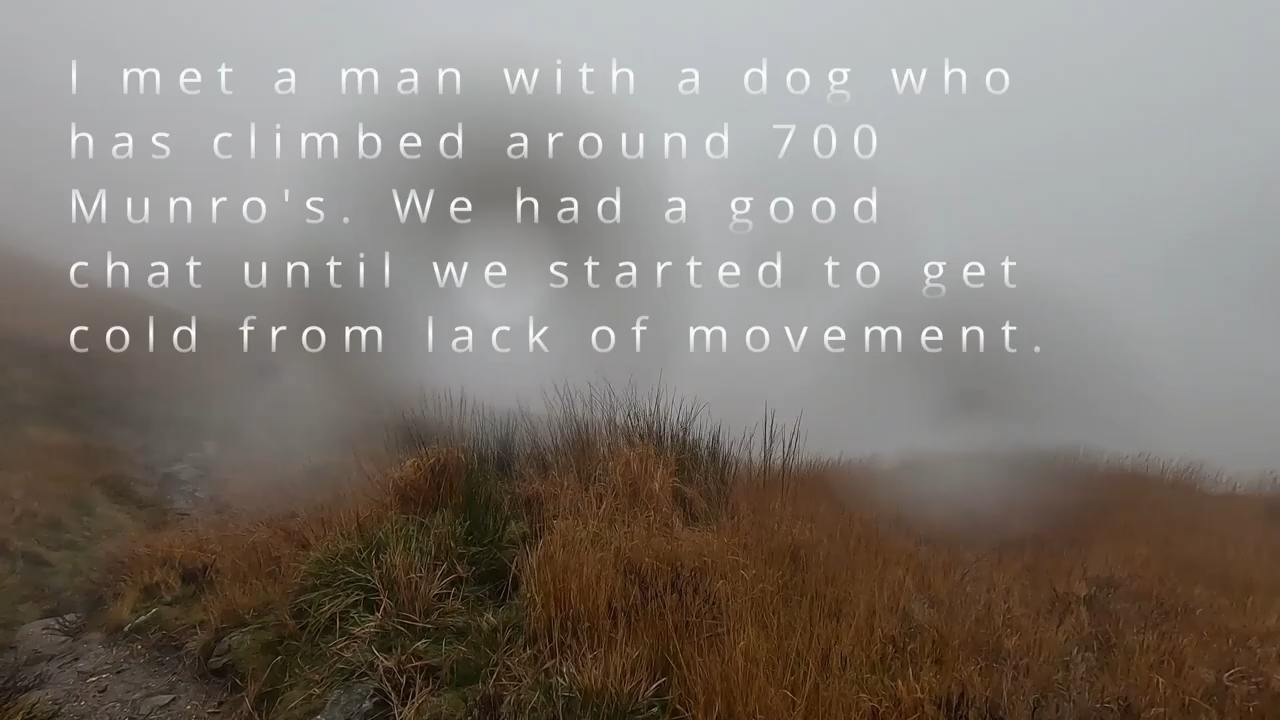 I met a man with a dog who
has climbed around 700
Munro's. We had a good
chat until we started to get
cold from lack of movement.